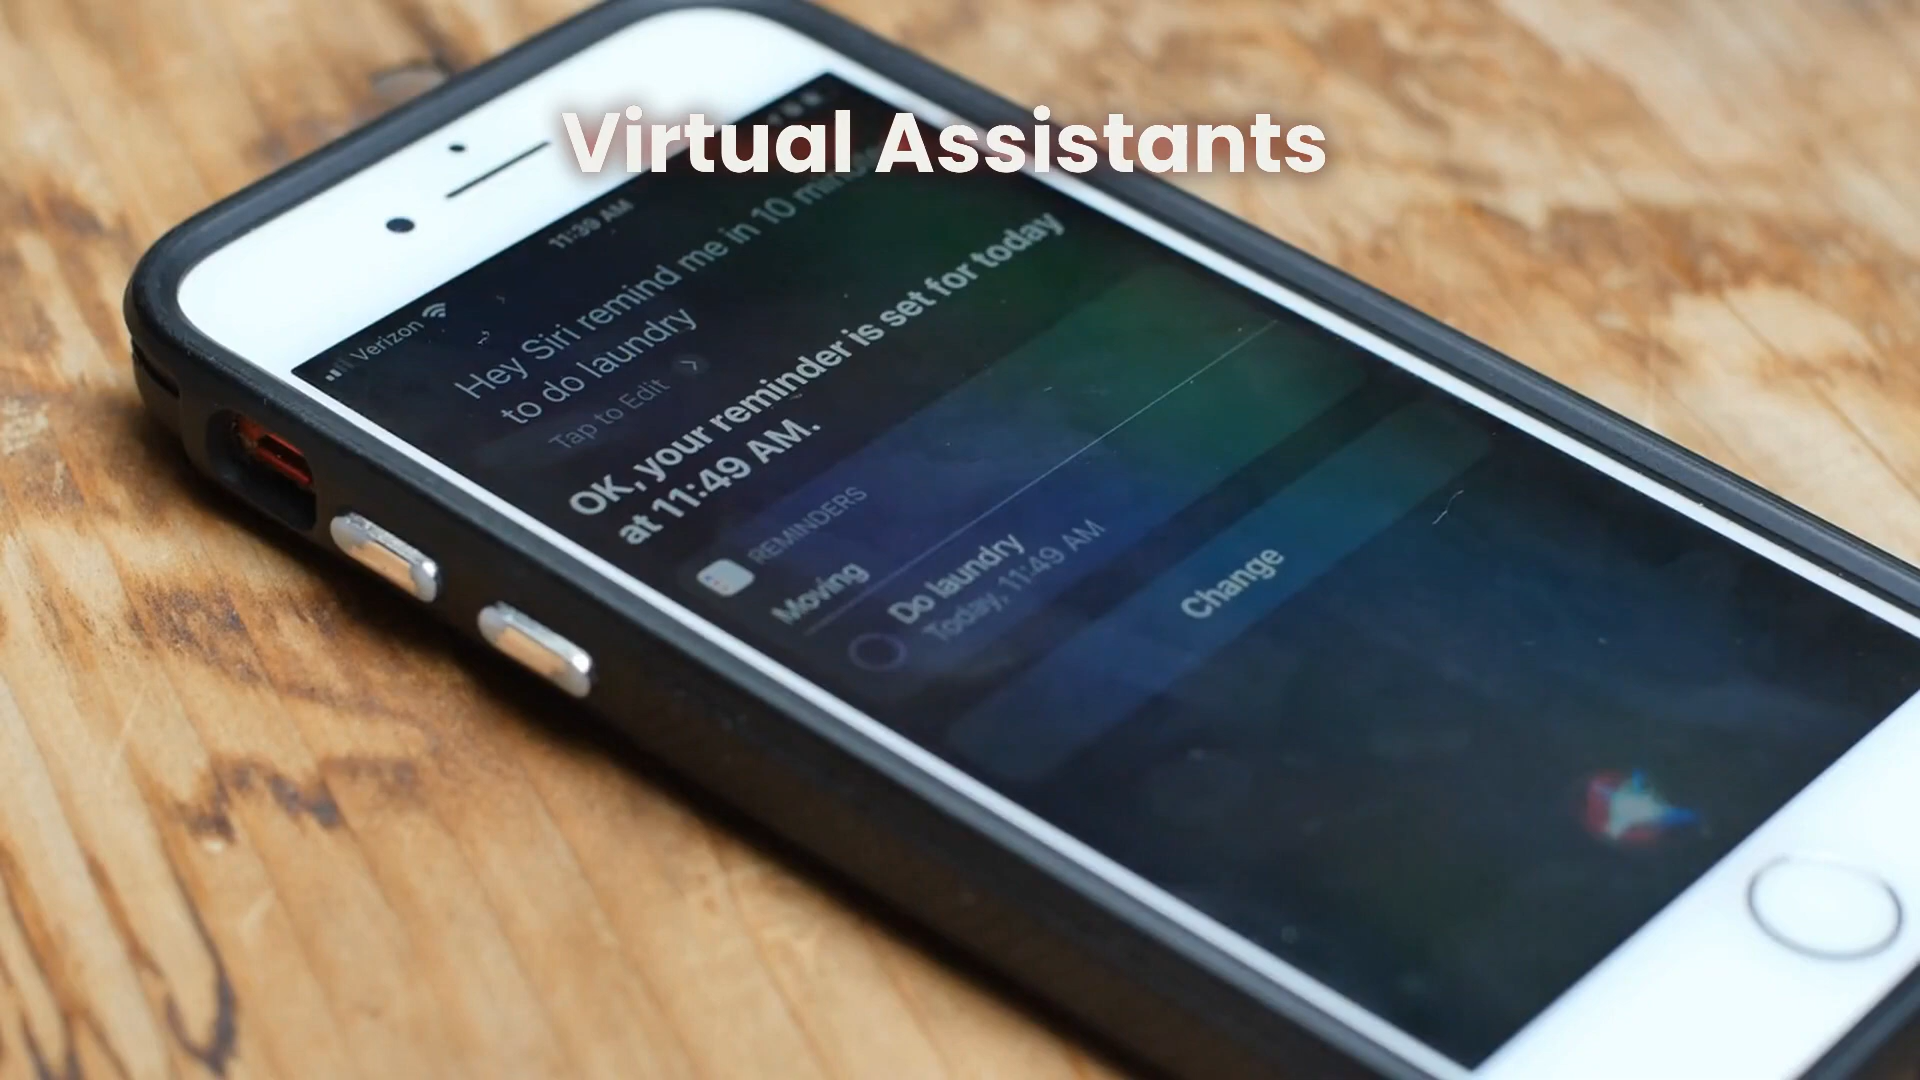 Virtual Assistants
Verizon
11:39 AM
Hey Siri remind me in 10 minutes
to do laundry
Tap to Edit
OK, your reminder is set for today
at 11:49 AM.
REMINDERS
Moving
Do laundry
Today, 11:49 AM
Change